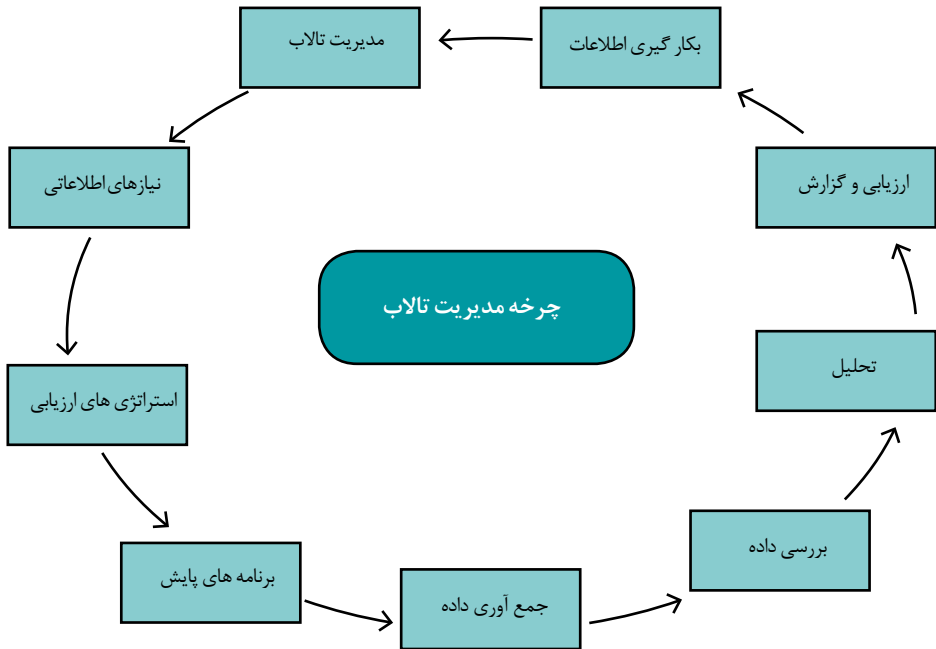 مدیریت تالاب
بکار گیری اطلاعات
نیازهای اطلاعاتی
ارزیابی و گزارش
چرخه مدیریت تالاب
تحلیل
استراتژی های ارزیابی
بررسی داده
برنامه های پایش
جمع آوری داده